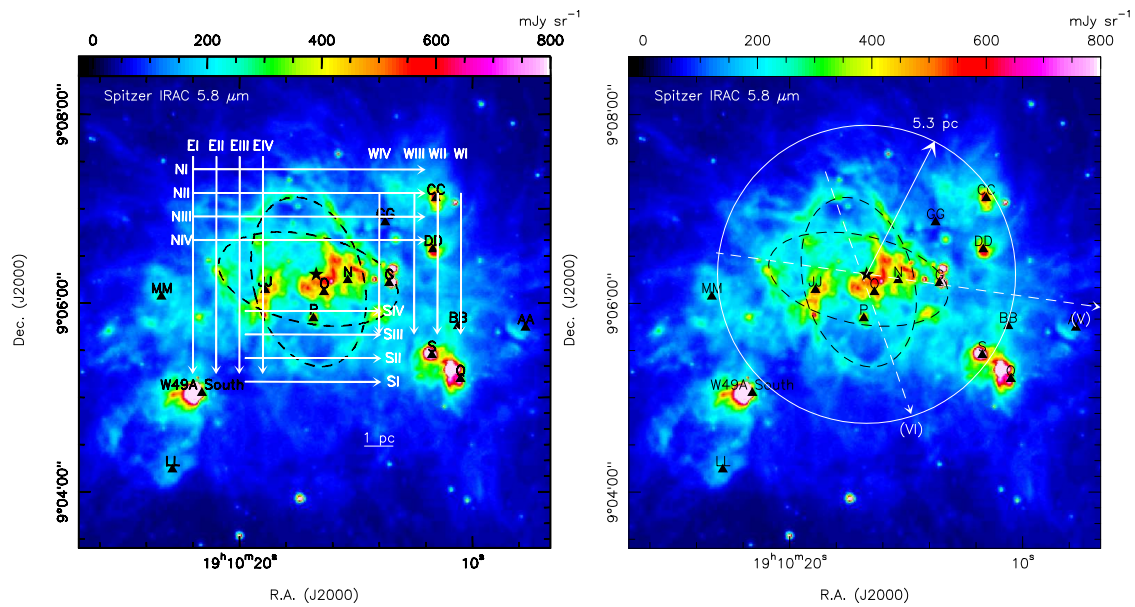 mJy sr⁻¹
0 200 400 600 800
Spitzer IRAC 5.8 μm
EI EII EIII EIV
WIV WIII WII WI
NI
NII
NIII
NIV
CC
GG
DD
JJ
O
N
G
MM
R
SIV
SIII
SII
SI
BB
AA
S
Q
W49A South
LL
1 pc
9°08'00"
9°06'00"
9°04'00"
Dec. (J2000)
19ʰ10ᵐ20ˢ 10ˢ
R.A. (J2000)
mJy sr⁻¹
0 200 400 600 800
Spitzer IRAC 5.8 μm
5.3 pc
CC
GG
DD
JJ
O
N
MM
R
(V)
BB
S
Q
W49A South
(VI)
LL
9°08'00"
9°06'00"
9°04'00"
Dec. (J2000)
19ʰ10ᵐ20ˢ 10ˢ
R.A. (J2000)